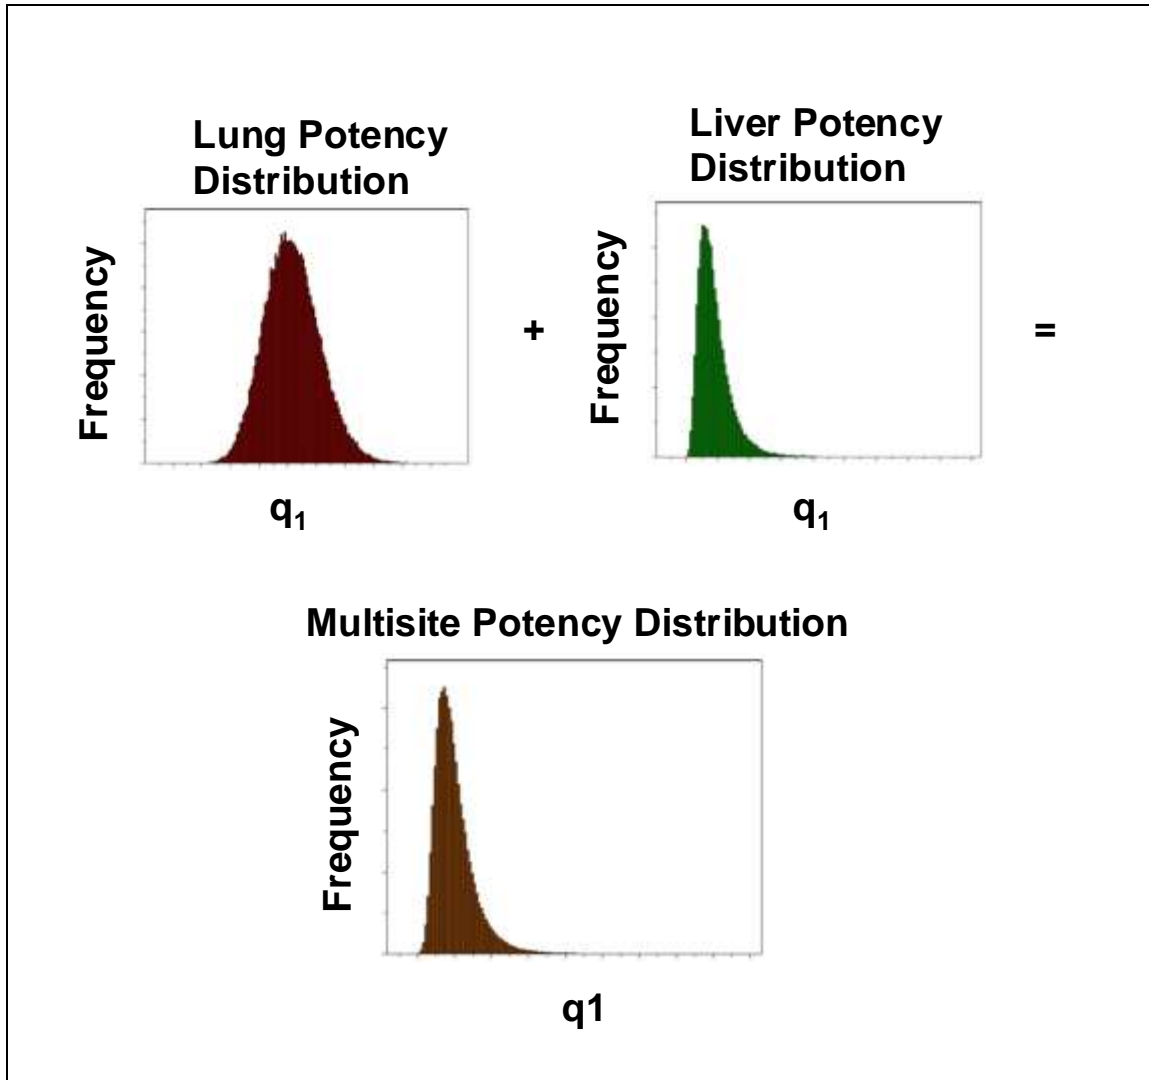 Lung Potency
Distribution
Frequency
q₁
+
Liver Potency
Distribution
Frequency
q₁
=
Multisite Potency Distribution
Frequency
q1